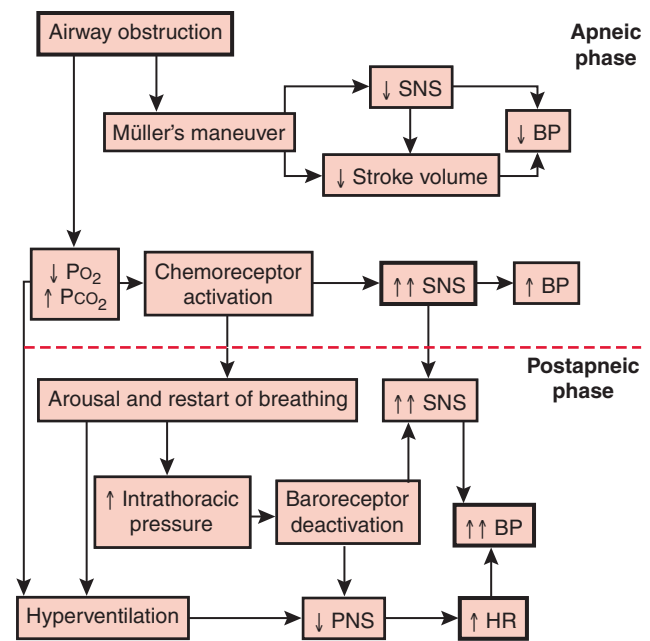 Airway obstruction
Apneic
phase
↓ SNS
Müller's maneuver
↓ BP
↓ Stroke volume
↓ PO2
↑ PCO2
Chemoreceptor
activation
↑↑ SNS
↑ BP
Postapneic
phase
Arousal and restart of breathing
↑↑ SNS
↑ Intrathoracic
pressure
Baroreceptor
deactivation
↑↑ BP
Hyperventilation
↓ PNS
↑ HR